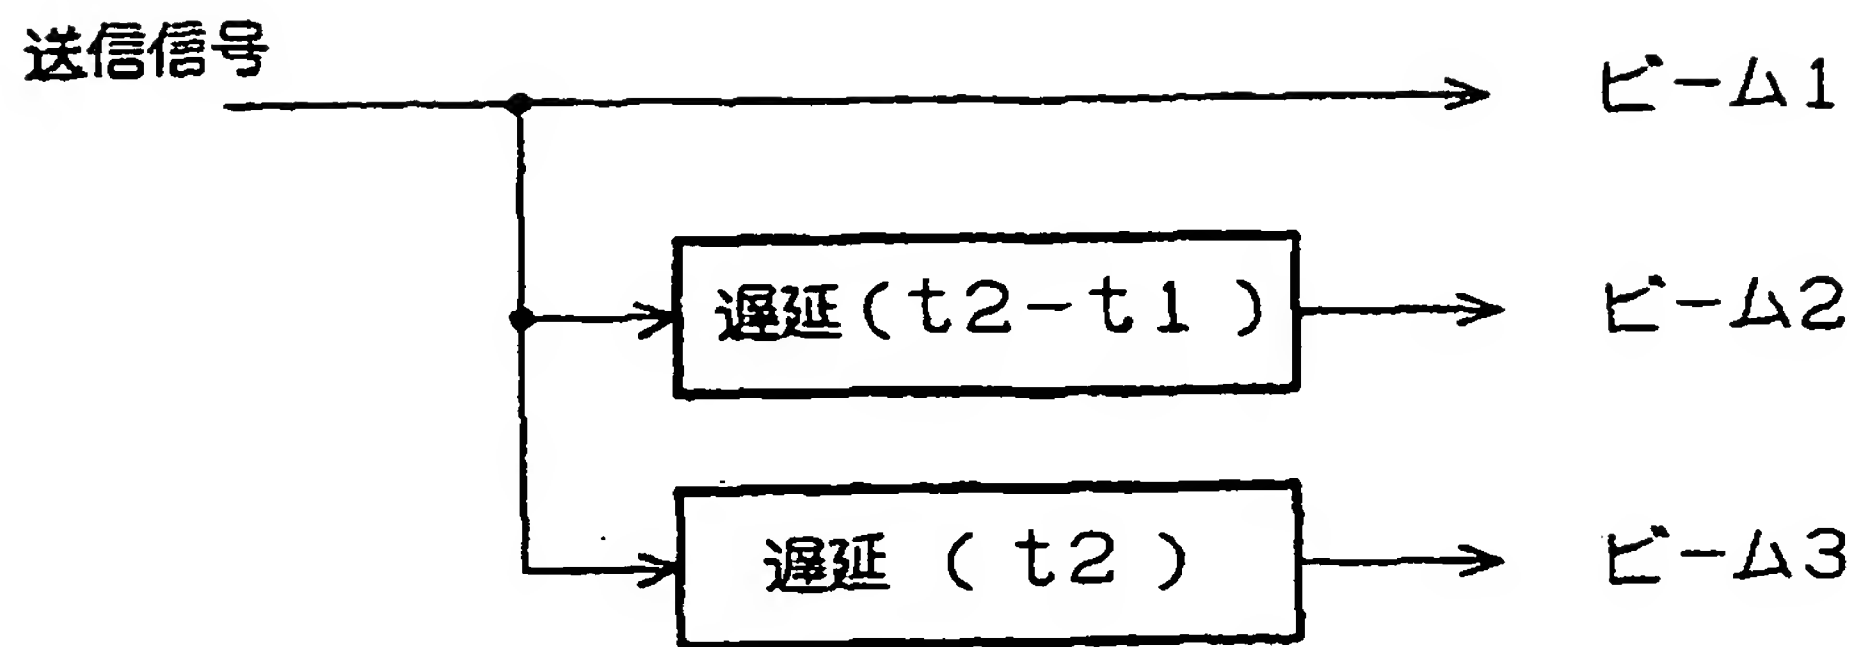 送信信号
ビーム1
遅延(t2-t1)
ビーム2
遅延(t2)
ビーム3